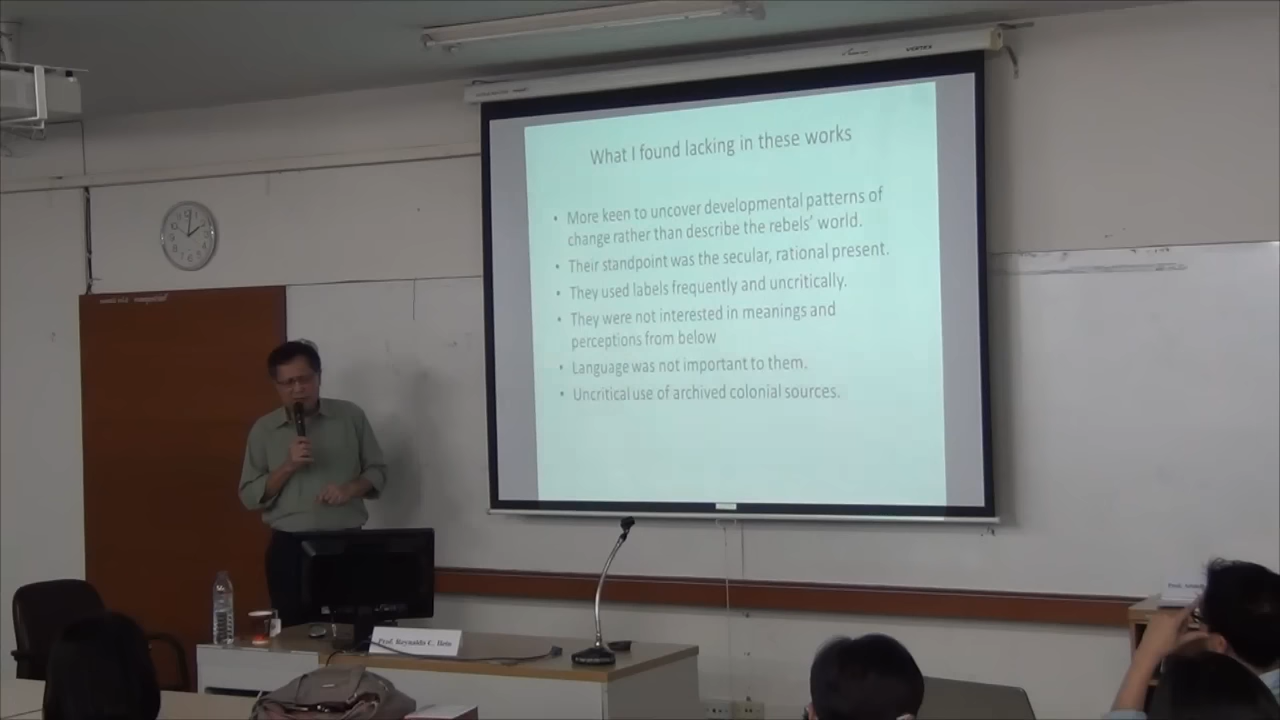 VERTEX
What I found lacking in these works
• More keen to uncover developmental patterns of
change rather than describe the rebels' world.
• Their standpoint was the secular, rational present.
• They used labels frequently and uncritically.
• They were not interested in meanings and
perceptions from below
• Language was not important to them.
• Uncritical use of archived colonial sources.
Prof. Reynaldo C. Ileto